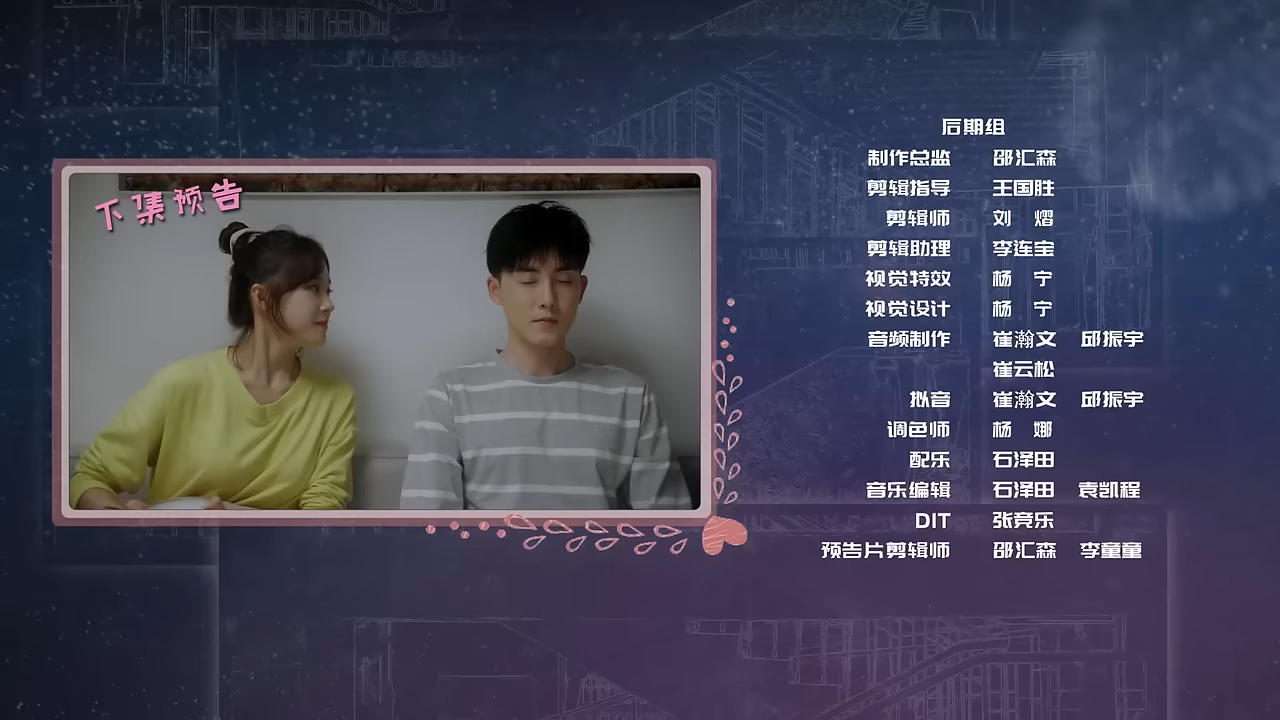 下集预告
后期组
制作总监 邵汇森
剪辑指导 王国胜
剪辑师 刘 熠
剪辑助理 李连宝
视觉特效 杨 宁
视觉设计 杨 宁
音频制作 崔瀚文 邱振宇
崔云松
拟音 崔瀚文 邱振宇
调色师 杨 娜
配乐 石泽田
音乐编辑 石泽田 袁凯程
DIT 张竞乐
预告片剪辑师 邵汇森 李童童